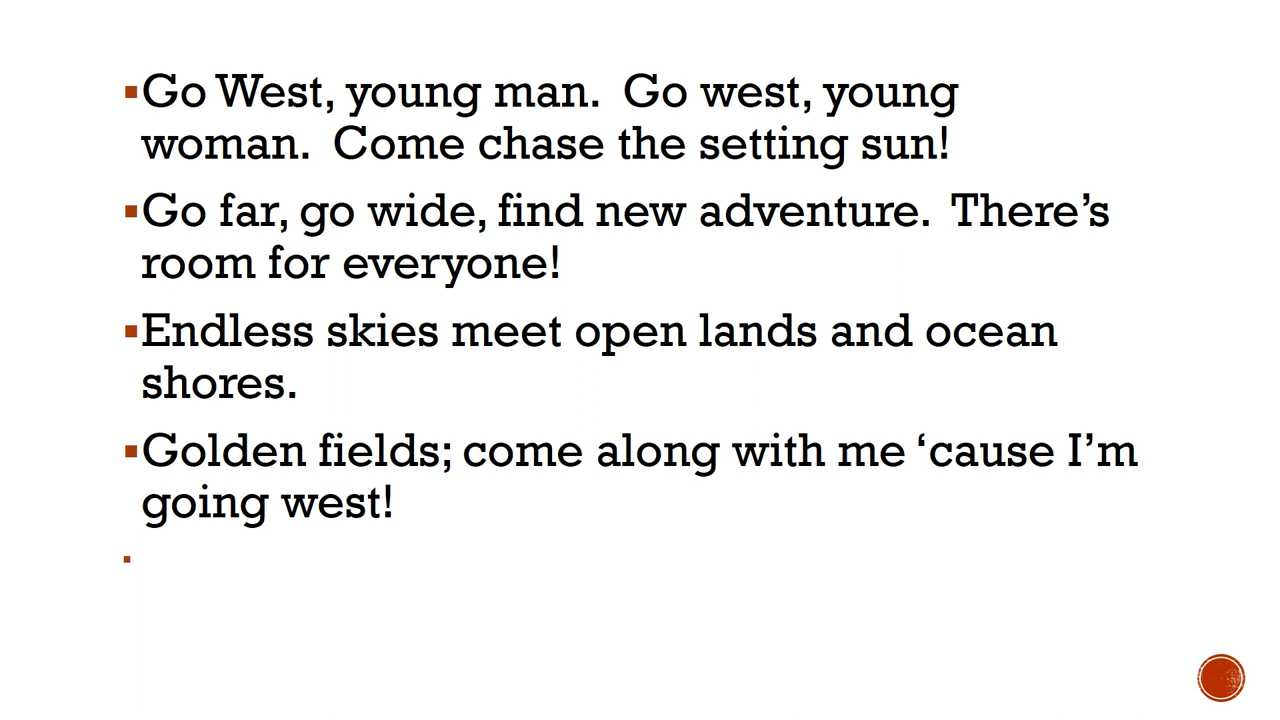 ▪Go West, young man.  Go west, young
woman.  Come chase the setting sun!
▪Go far, go wide, find new adventure.  There’s
room for everyone!
▪Endless skies meet open lands and ocean
shores.
▪Golden fields; come along with me ‘cause I’m
going west!
▪